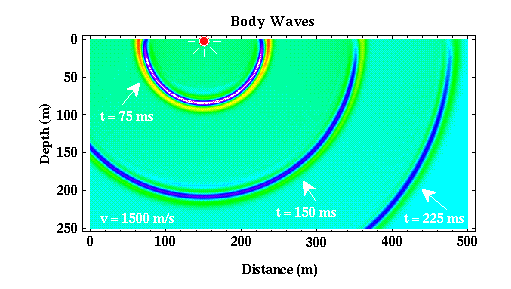 Body Waves
Depth (m)
0
50
100
150
200
250
t = 75 ms
t = 150 ms
t = 225 ms
v = 1500 m/s
0
100
200
300
400
500
Distance (m)